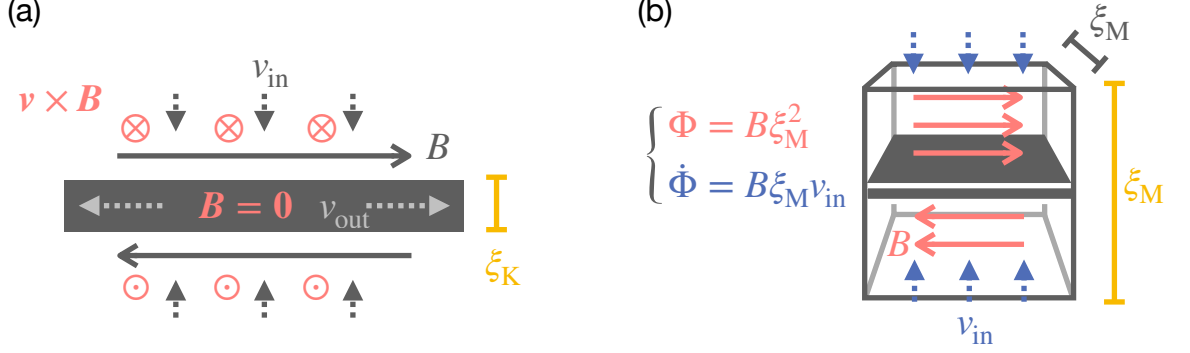 (a)
v_in
v × B
B
B = 0
v_out
ξ_K
(b)
ξ_M
Φ = Bξ_M^2
Φ̇ = Bξ_M v_in
ξ_M
B
v_in